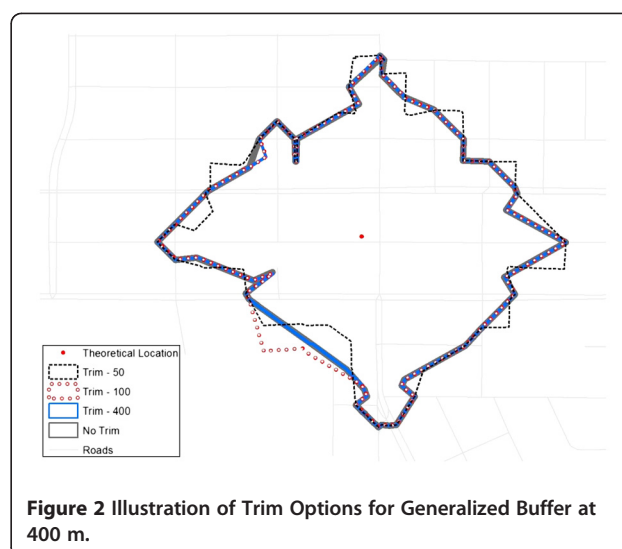 Theoretical Location
Trim - 50
Trim - 100
Trim - 400
No Trim
Roads
Figure 2 Illustration of Trim Options for Generalized Buffer at
400 m.